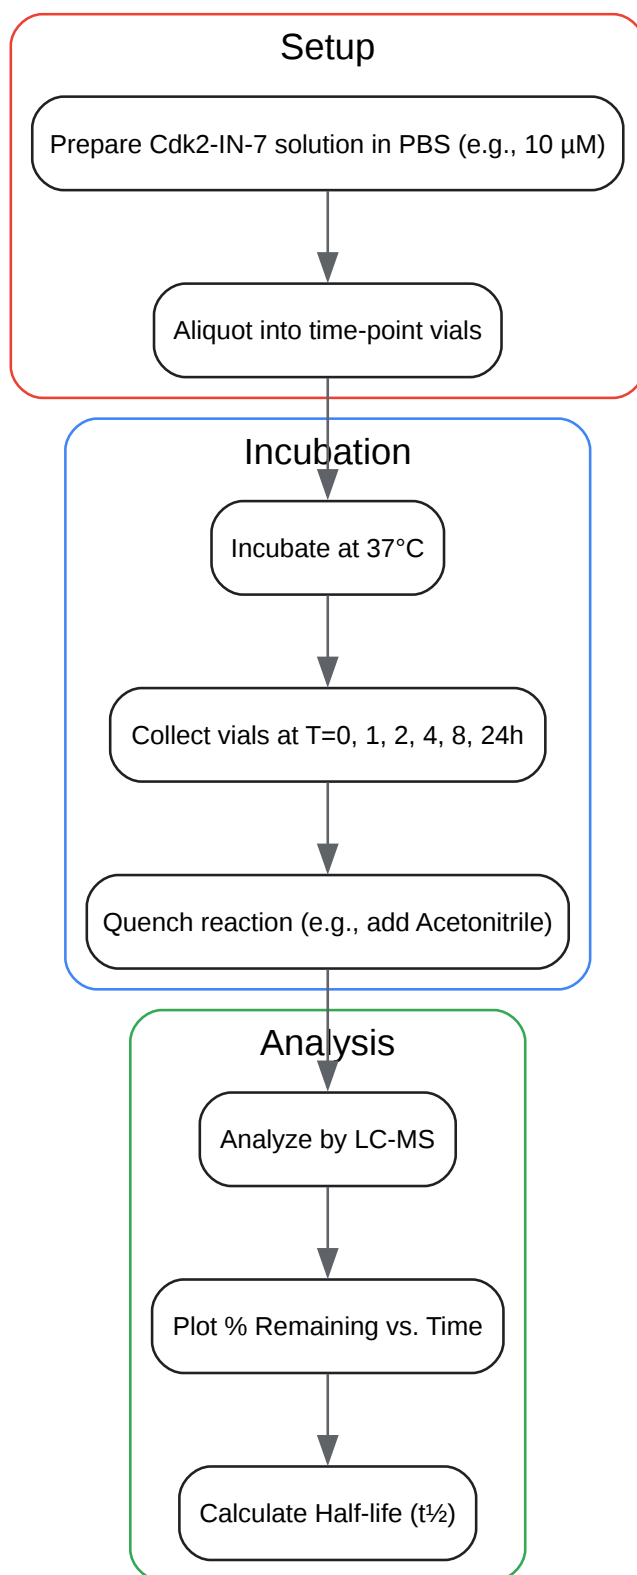 Setup
Prepare Cdk2-IN-7 solution in PBS (e.g., 10 µM)
Aliquot into time-point vials
Incubation
Incubate at 37°C
Collect vials at T=0, 1, 2, 4, 8, 24h
Quench reaction (e.g., add Acetonitrile)
Analysis
Analyze by LC-MS
Plot % Remaining vs. Time
Calculate Half-life (t½)